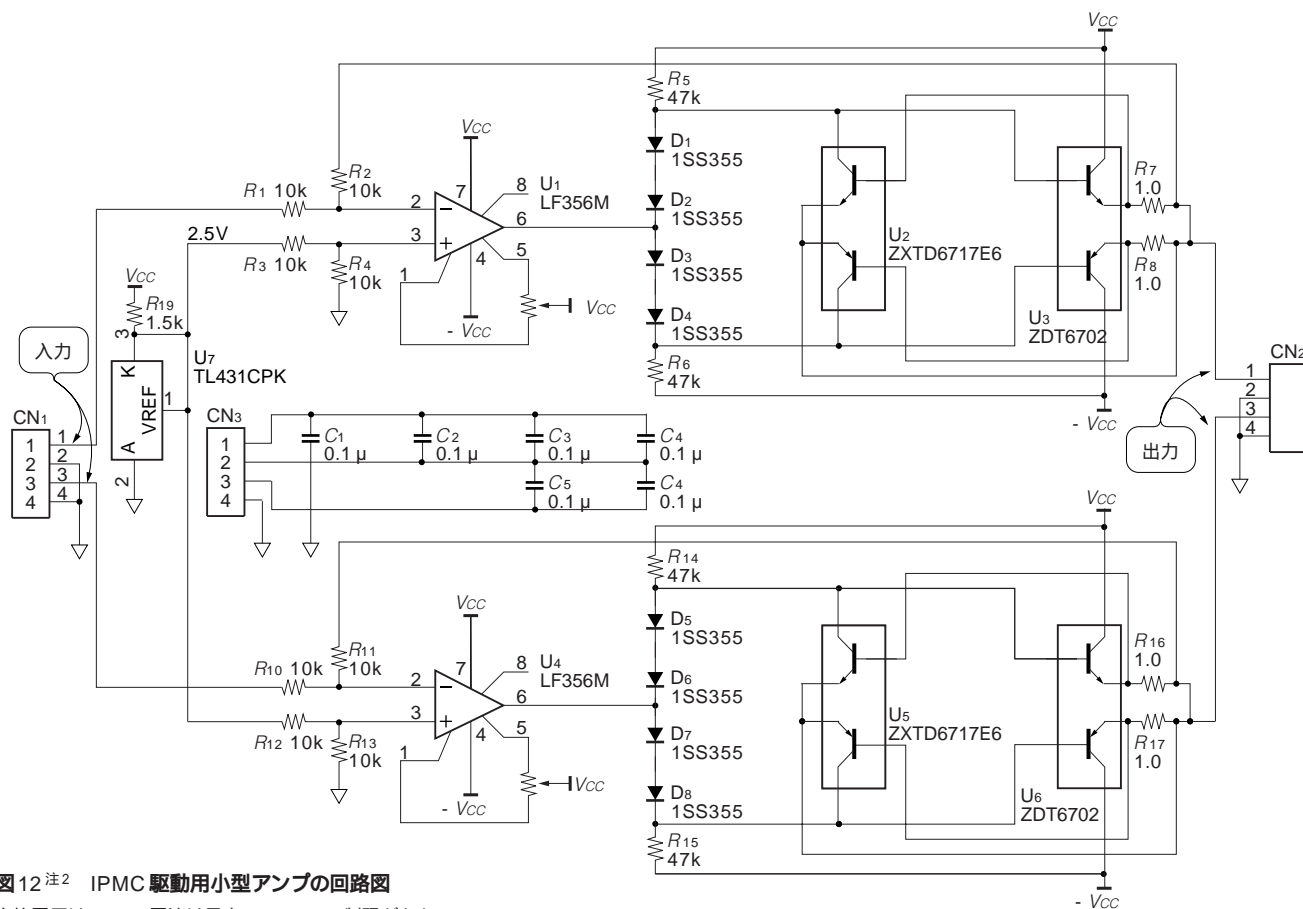 VCC
R5
47k
D1
1SS355
D2
1SS355
D3
1SS355
D4
1SS355
R6
47k
U2
ZXTD6717E6
U3
ZDT6702
R7
1.0
R8
1.0
- VCC
VCC
R2
10k
R1 10k
2.5V
R3 10k
R4
10k
2
3
7
8
6
5
4
1
- VCC
U1
LF356M
VCC
VCC
R19
1.5k
3
K
VREF
A
1
2
U7
TL431CPK
入力
CN1
1
2
3
4
1
2
3
4
CN3
1
2
3
4
C1
0.1 μ
C2
0.1 μ
C3
0.1 μ
C4
0.1 μ
C5
0.1 μ
C4
0.1 μ
CN2
1
2
3
4
出力
VCC
R14
47k
D5
1SS355
D6
1SS355
D7
1SS355
D8
1SS355
R15
47k
U5
ZXTD6717E6
U6
ZDT6702
R16
1.0
R17
1.0
- VCC
VCC
R11
10k
R10 10k
R12 10k
R13
10k
2
3
7
8
6
5
4
1
- VCC
U4
LF356M
VCC
図12注2 IPMC駆動用小型アンプの回路図